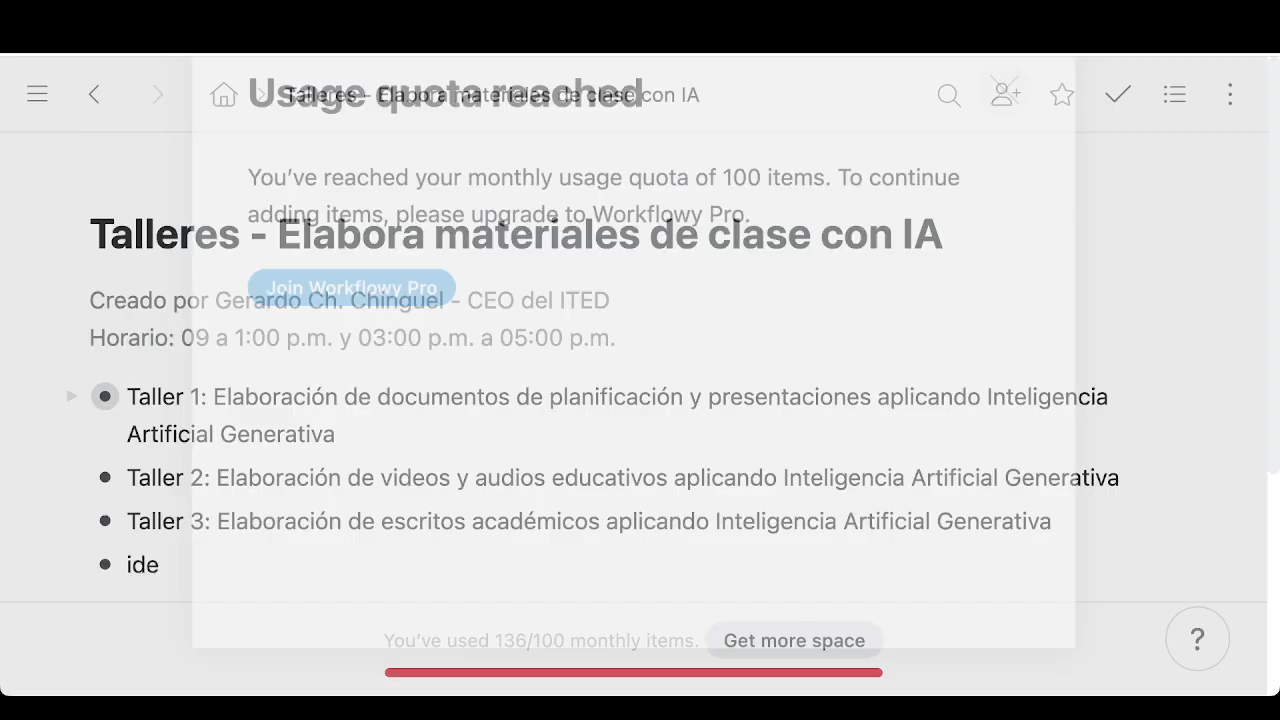 Usage quota reached
Talleres - Elabora materiales de clase con IA
You've reached your monthly usage quota of 100 items. To continue
adding items, please upgrade to Workflowy Pro.
Talleres - Elabora materiales de clase con IA
Join Workflowy Pro
Creado por Gerardo Ch. Chinguel - CEO del ITED
Horario: 09 a 1:00 p.m. y 03:00 p.m. a 05:00 p.m.
Taller 1: Elaboración de documentos de planificación y presentaciones aplicando Inteligencia
Artificial Generativa
Taller 2: Elaboración de videos y audios educativos aplicando Inteligencia Artificial Generativa
Taller 3: Elaboración de escritos académicos aplicando Inteligencia Artificial Generativa
ide
You've used 136/100 monthly items. Get more space
?